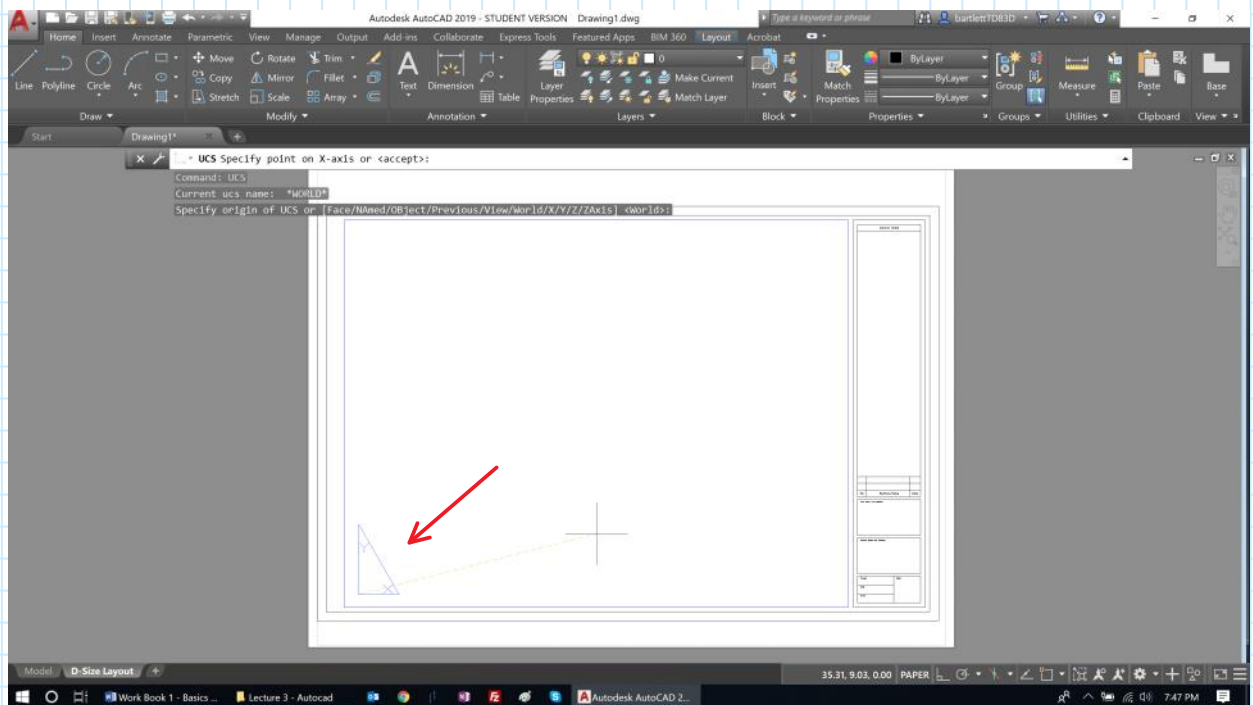 Autodesk AutoCAD 2019 - STUDENT VERSION Drawing1.dwg
Type a keyword or phrase
bartlettTD83D
Home Insert Annotate Parametric View Manage Output Add-ins Collaborate Express Tools Featured Apps BIM 360 Layout Acrobat
Move Rotate Trim
0
ByLayer
Copy Mirror Fillet
Make Current
ByLayer
Line Polyline Circle Arc
Text Dimension
Layer Properties
Insert
Match Properties
Group
Measure
Paste
Base
Stretch Scale Array
Table
Match Layer
ByLayer
Draw Modify Annotation Layers Block Properties Groups Utilities Clipboard View
Start Drawing1*
UCS Specify point on X-axis or <accept>:
Command: UCS
Current ucs name: *WORLD*
Specify origin of UCS or [Face/NAmed/OBject/Previous/View/World/X/Y/Z/ZAxis] <World>:
Y
X
Model D-Size Layout
35.31, 9.03, 0.00 PAPER
Work Book 1 - Basics ... Lecture 3 - Autocad Autodesk AutoCAD 2... 7:47 PM